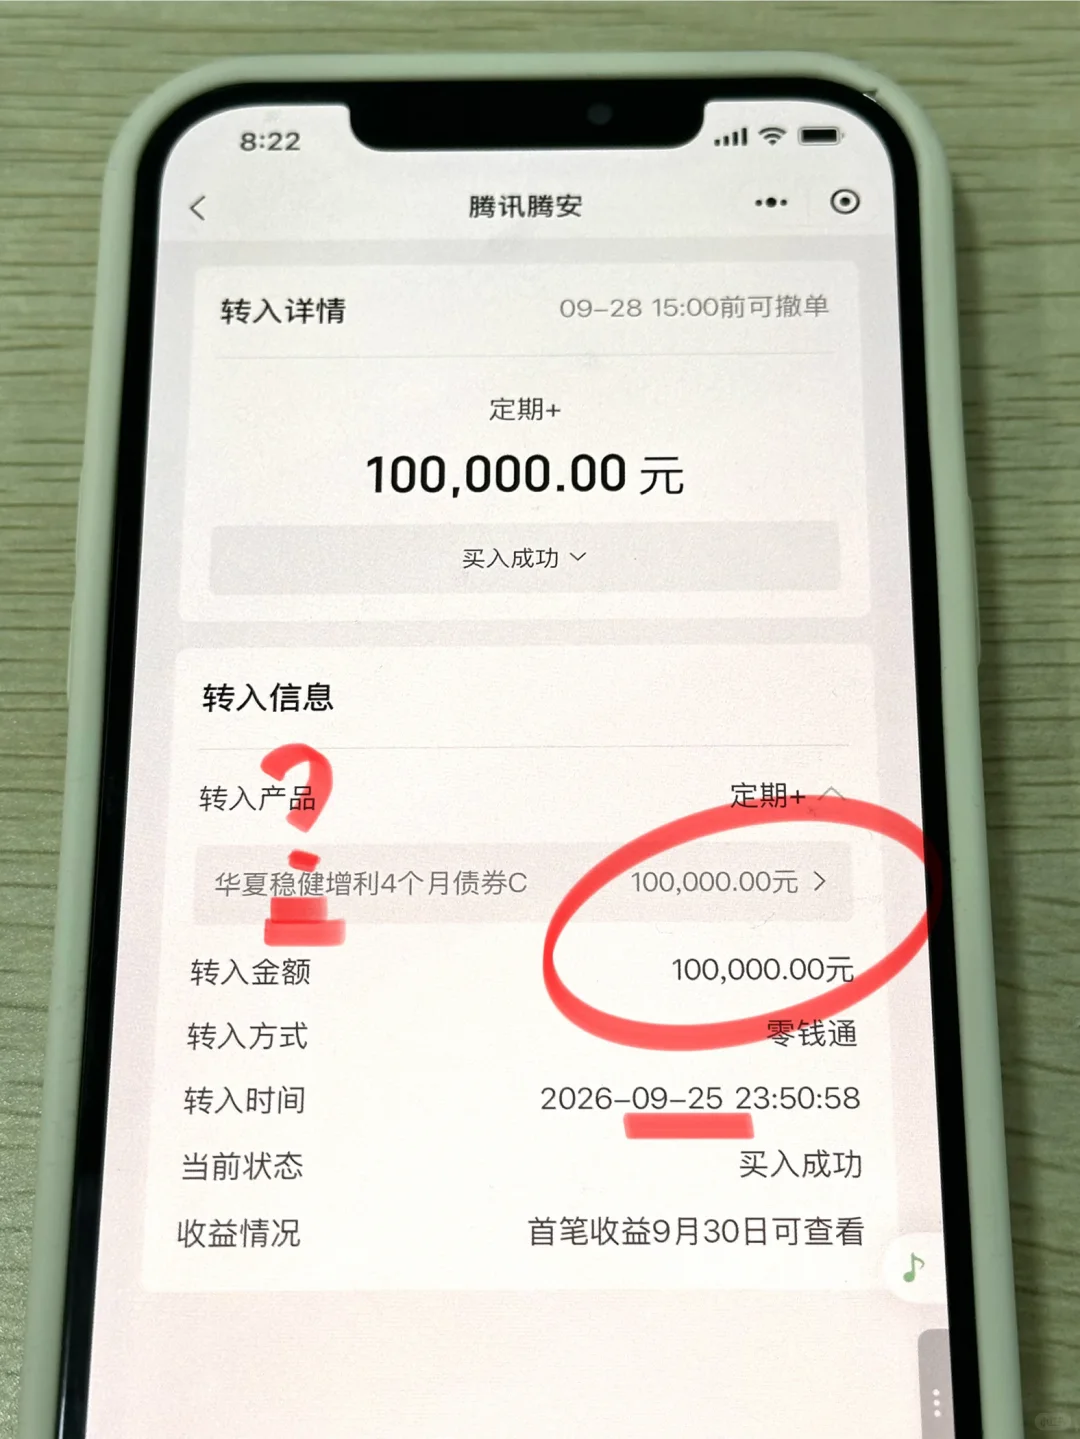 8:22
腾讯腾安
转入详情 09-28 15:00前可撤单
定期+
100,000.00 元
买入成功
转入信息
?
转入产品 定期+
华夏稳健增利4个月债券C 100,000.00元
转入金额 100,000.00元
转入方式 零钱通
转入时间 2026-09-25 23:50:58
当前状态 买入成功
收益情况 首笔收益9月30日可查看